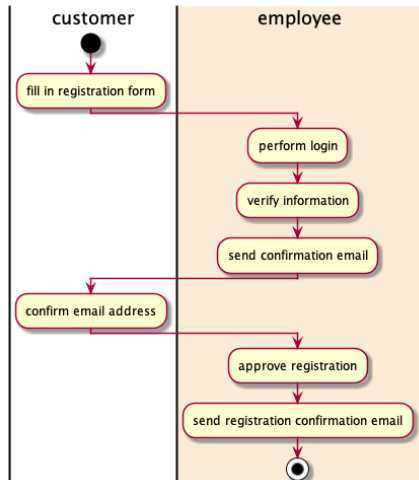 customer
employee
fill in registration form
perform login
verify information
send confirmation email
confirm email address
approve registration
send registration confirmation email